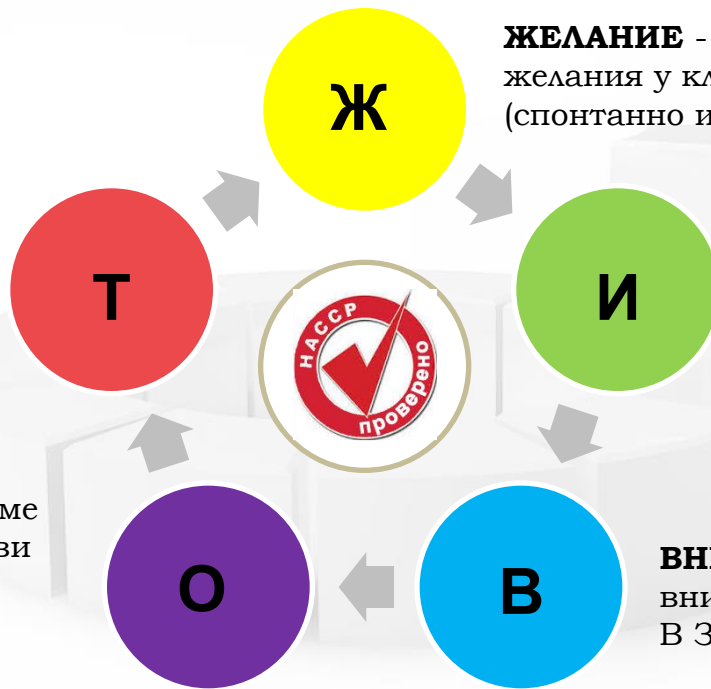 ЖЕЛАНИЕ -
желания у кл
(спонтанно и
Ж
Т
И
НАССР
проверено
ме
ви
О
В
ВН
вни
В З